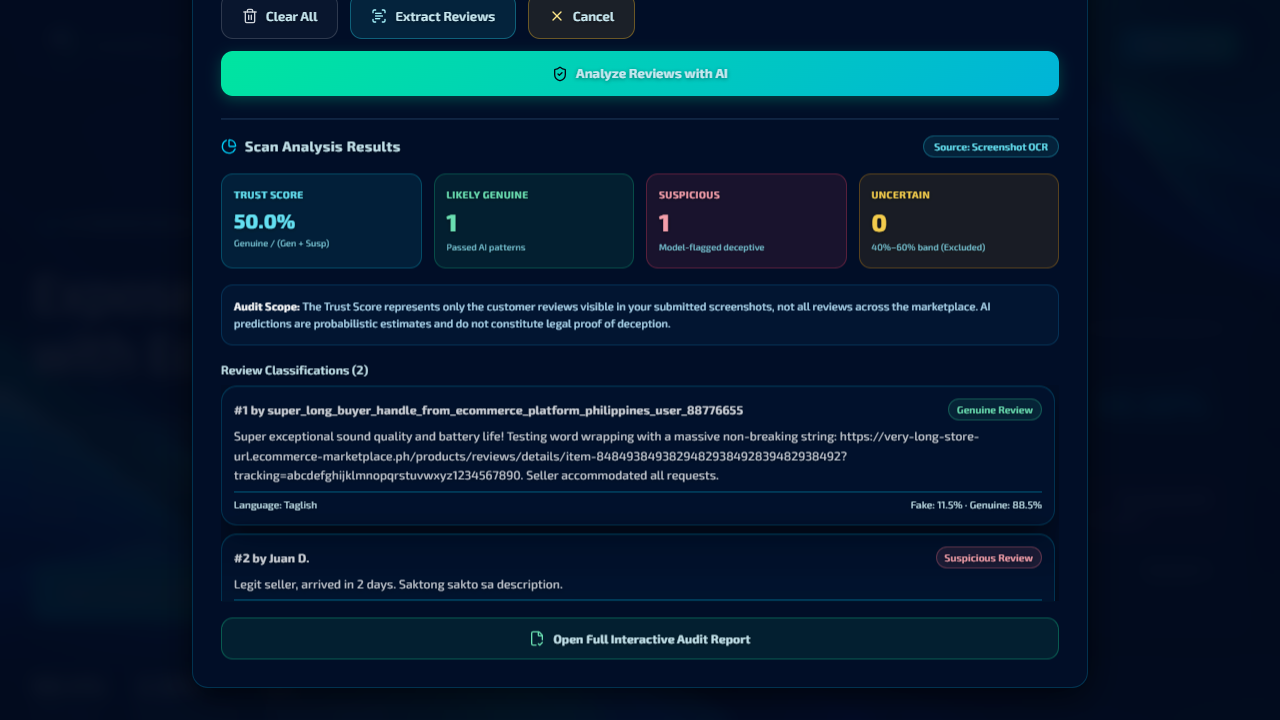 Clear All
Extract Reviews
Cancel
Analyze Reviews with AI
Scan Analysis Results
Source: Screenshot OCR
TRUST SCORE
50.0%
Genuine / (Gen + Susp)
LIKELY GENUINE
1
Passed AI patterns
SUSPICIOUS
1
Model-flagged deceptive
UNCERTAIN
0
40%–60% band (Excluded)
Audit Scope: The Trust Score represents only the customer reviews visible in your submitted screenshots, not all reviews across the marketplace. AI
predictions are probabilistic estimates and do not constitute legal proof of deception.
Review Classifications (2)
#1 by super_long_buyer_handle_from_ecommerce_platform_philippines_user_88776655
Genuine Review
Super exceptional sound quality and battery life! Testing word wrapping with a massive non-breaking string: https://very-long-store-
url.ecommerce-marketplace.ph/products/reviews/details/item-848493849382948293849283948293849​2?
tracking=abcdefghijklmnopqrstuvwxyz1234567890. Seller accommodated all requests.
Language: Taglish
Fake: 11.5% · Genuine: 88.5%
#2 by Juan D.
Suspicious Review
Legit seller, arrived in 2 days. Saktong sakto sa description.
Open Full Interactive Audit Report